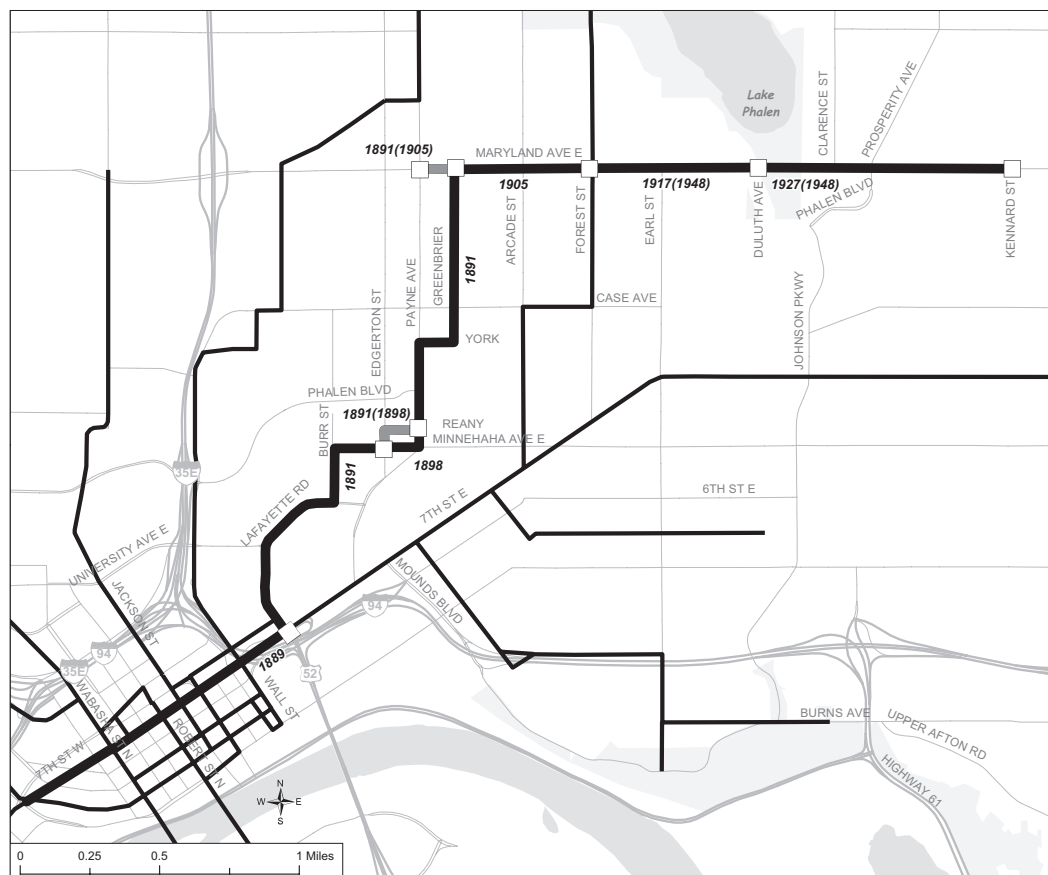 Lake
Phalen
CLARENCE ST
PROSPERITY AVE
1891(1905)
MARYLAND AVE E
1905
1917(1948)
1927(1948)
PHALEN BLVD
ARCADE ST
FOREST ST
EARL ST
DULUTH AVE
KENNARD ST
PAYNE AVE
GREENBRIER
1891
EDGERTON ST
CASE AVE
JOHNSON PKWY
YORK
PHALEN BLVD
1891(1898)
REANY
MINNEHAHA AVE E
BURR ST
1898
1891
35E
LAFAYETTE RD
7TH ST E
6TH ST E
UNIVERSITY AVE E
JACKSON ST
MOUNDS BLVD
94
94
35E
1889
52
WALL ST
WABASHA ST N
ROBERT ST N
7TH ST W
BURNS AVE
UPPER AFTON RD
HIGHWAY 61
N
W E
S
0 0.25 0.5 1 Miles